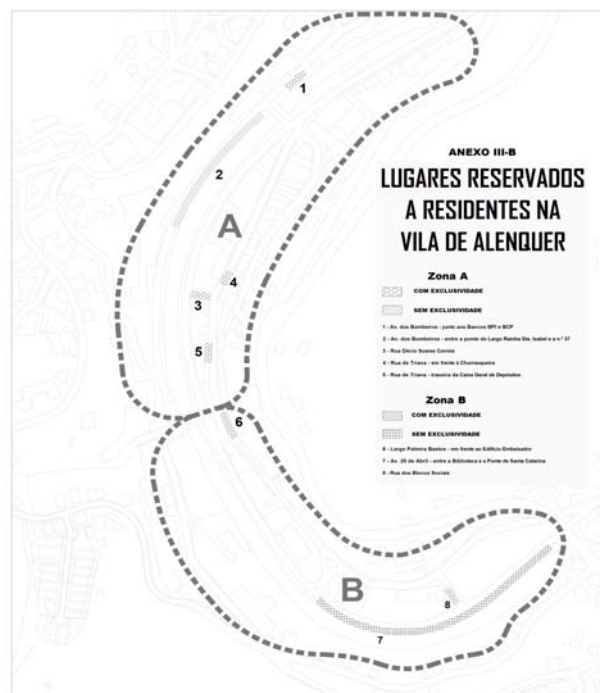 ANEXO III-B
LUGARES RESERVADOS
A RESIDENTES NA
VILA DE ALENQUER
Zona A
COM EXCLUSIVIDADE
SEM EXCLUSIVIDADE
1 - Av. dos Bombeiros - junto aos Bancos BPI e BCP
2 - Av. dos Bombeiros - entre a ponte do Largo Rainha Sta. Isabel e o n.º 37
3 - Rua Décio Soares Correia
4 - Rua de Triana - em frente à Churrasqueira
5 - Rua de Triana - traseira da Caixa Geral de Depósitos
Zona B
COM EXCLUSIVIDADE
SEM EXCLUSIVIDADE
6 - Largo Palmira Bastos - em frente ao Edifício Embaixador
7 - Av. 25 de Abril - entre a Biblioteca e a Ponte de Santa Catarina
8 - Rua dos Blocos Sociais
1
2
A
4
3
5
6
B
8
7